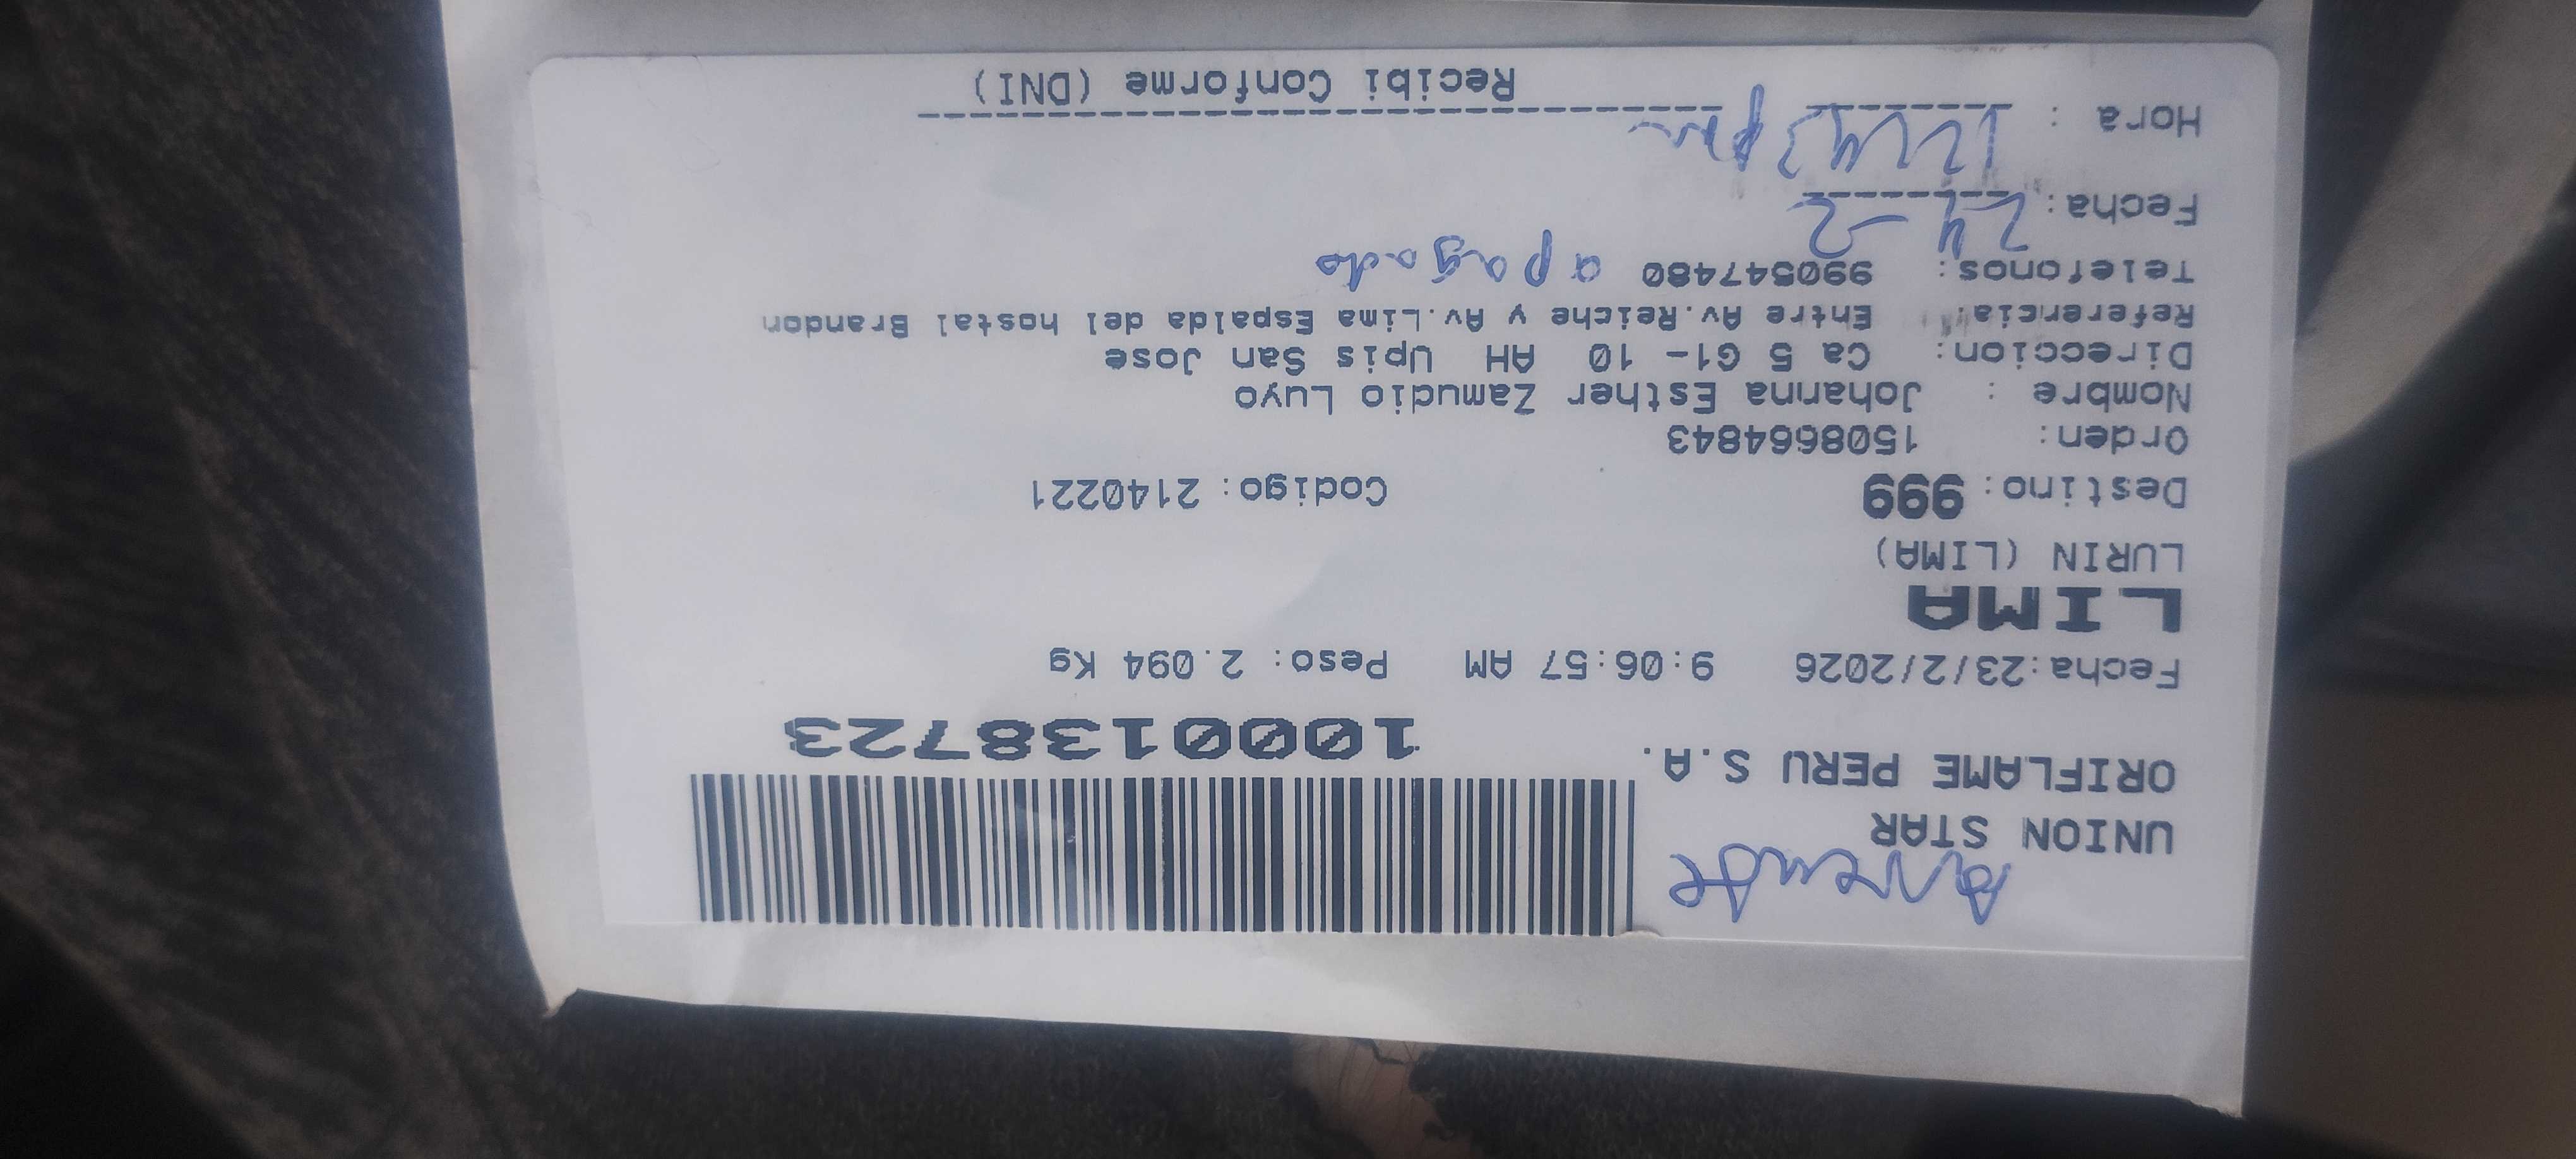 UNION STAR
ORIFLAME PERU S.A.
1000138723
Fecha:23/2/2026 9:06:57 AM Peso: 2.094 Kg
LIMA
LURIN (LIMA)
Destino: 999 Codigo: 2140221
Orden: 1508664843
Nombre : Johanna Esther Zamudio Luyo
Direccion: Ca 5 G1- 10 AH Upis San Jose
Referencia: Entre Av.Reiche y Av.Lima Espalda del hostal Brandon
Telefonos: 990547480 apagado
Fecha: 24-2
Hora : 12:43 pm
Recibi Conforme (DNI)